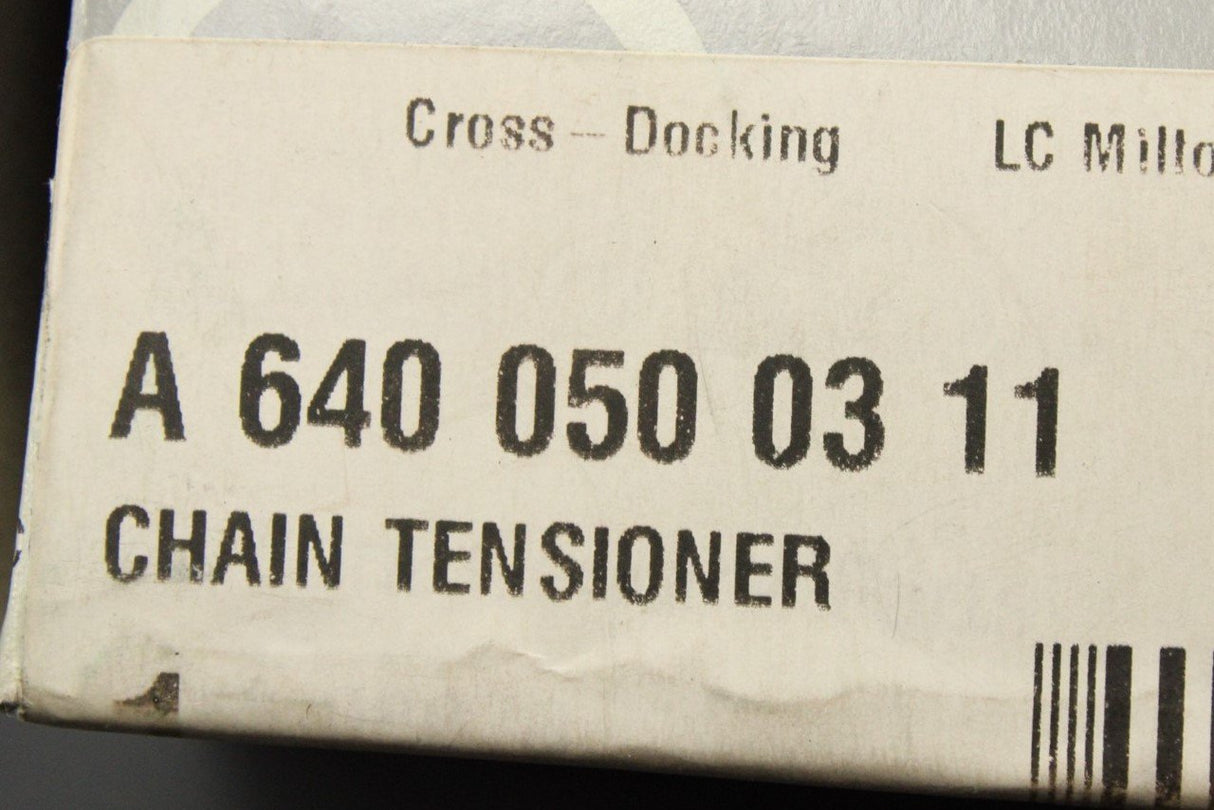 Cross - Docking LC
A 640 050 03 11
CHAIN TENSIONER